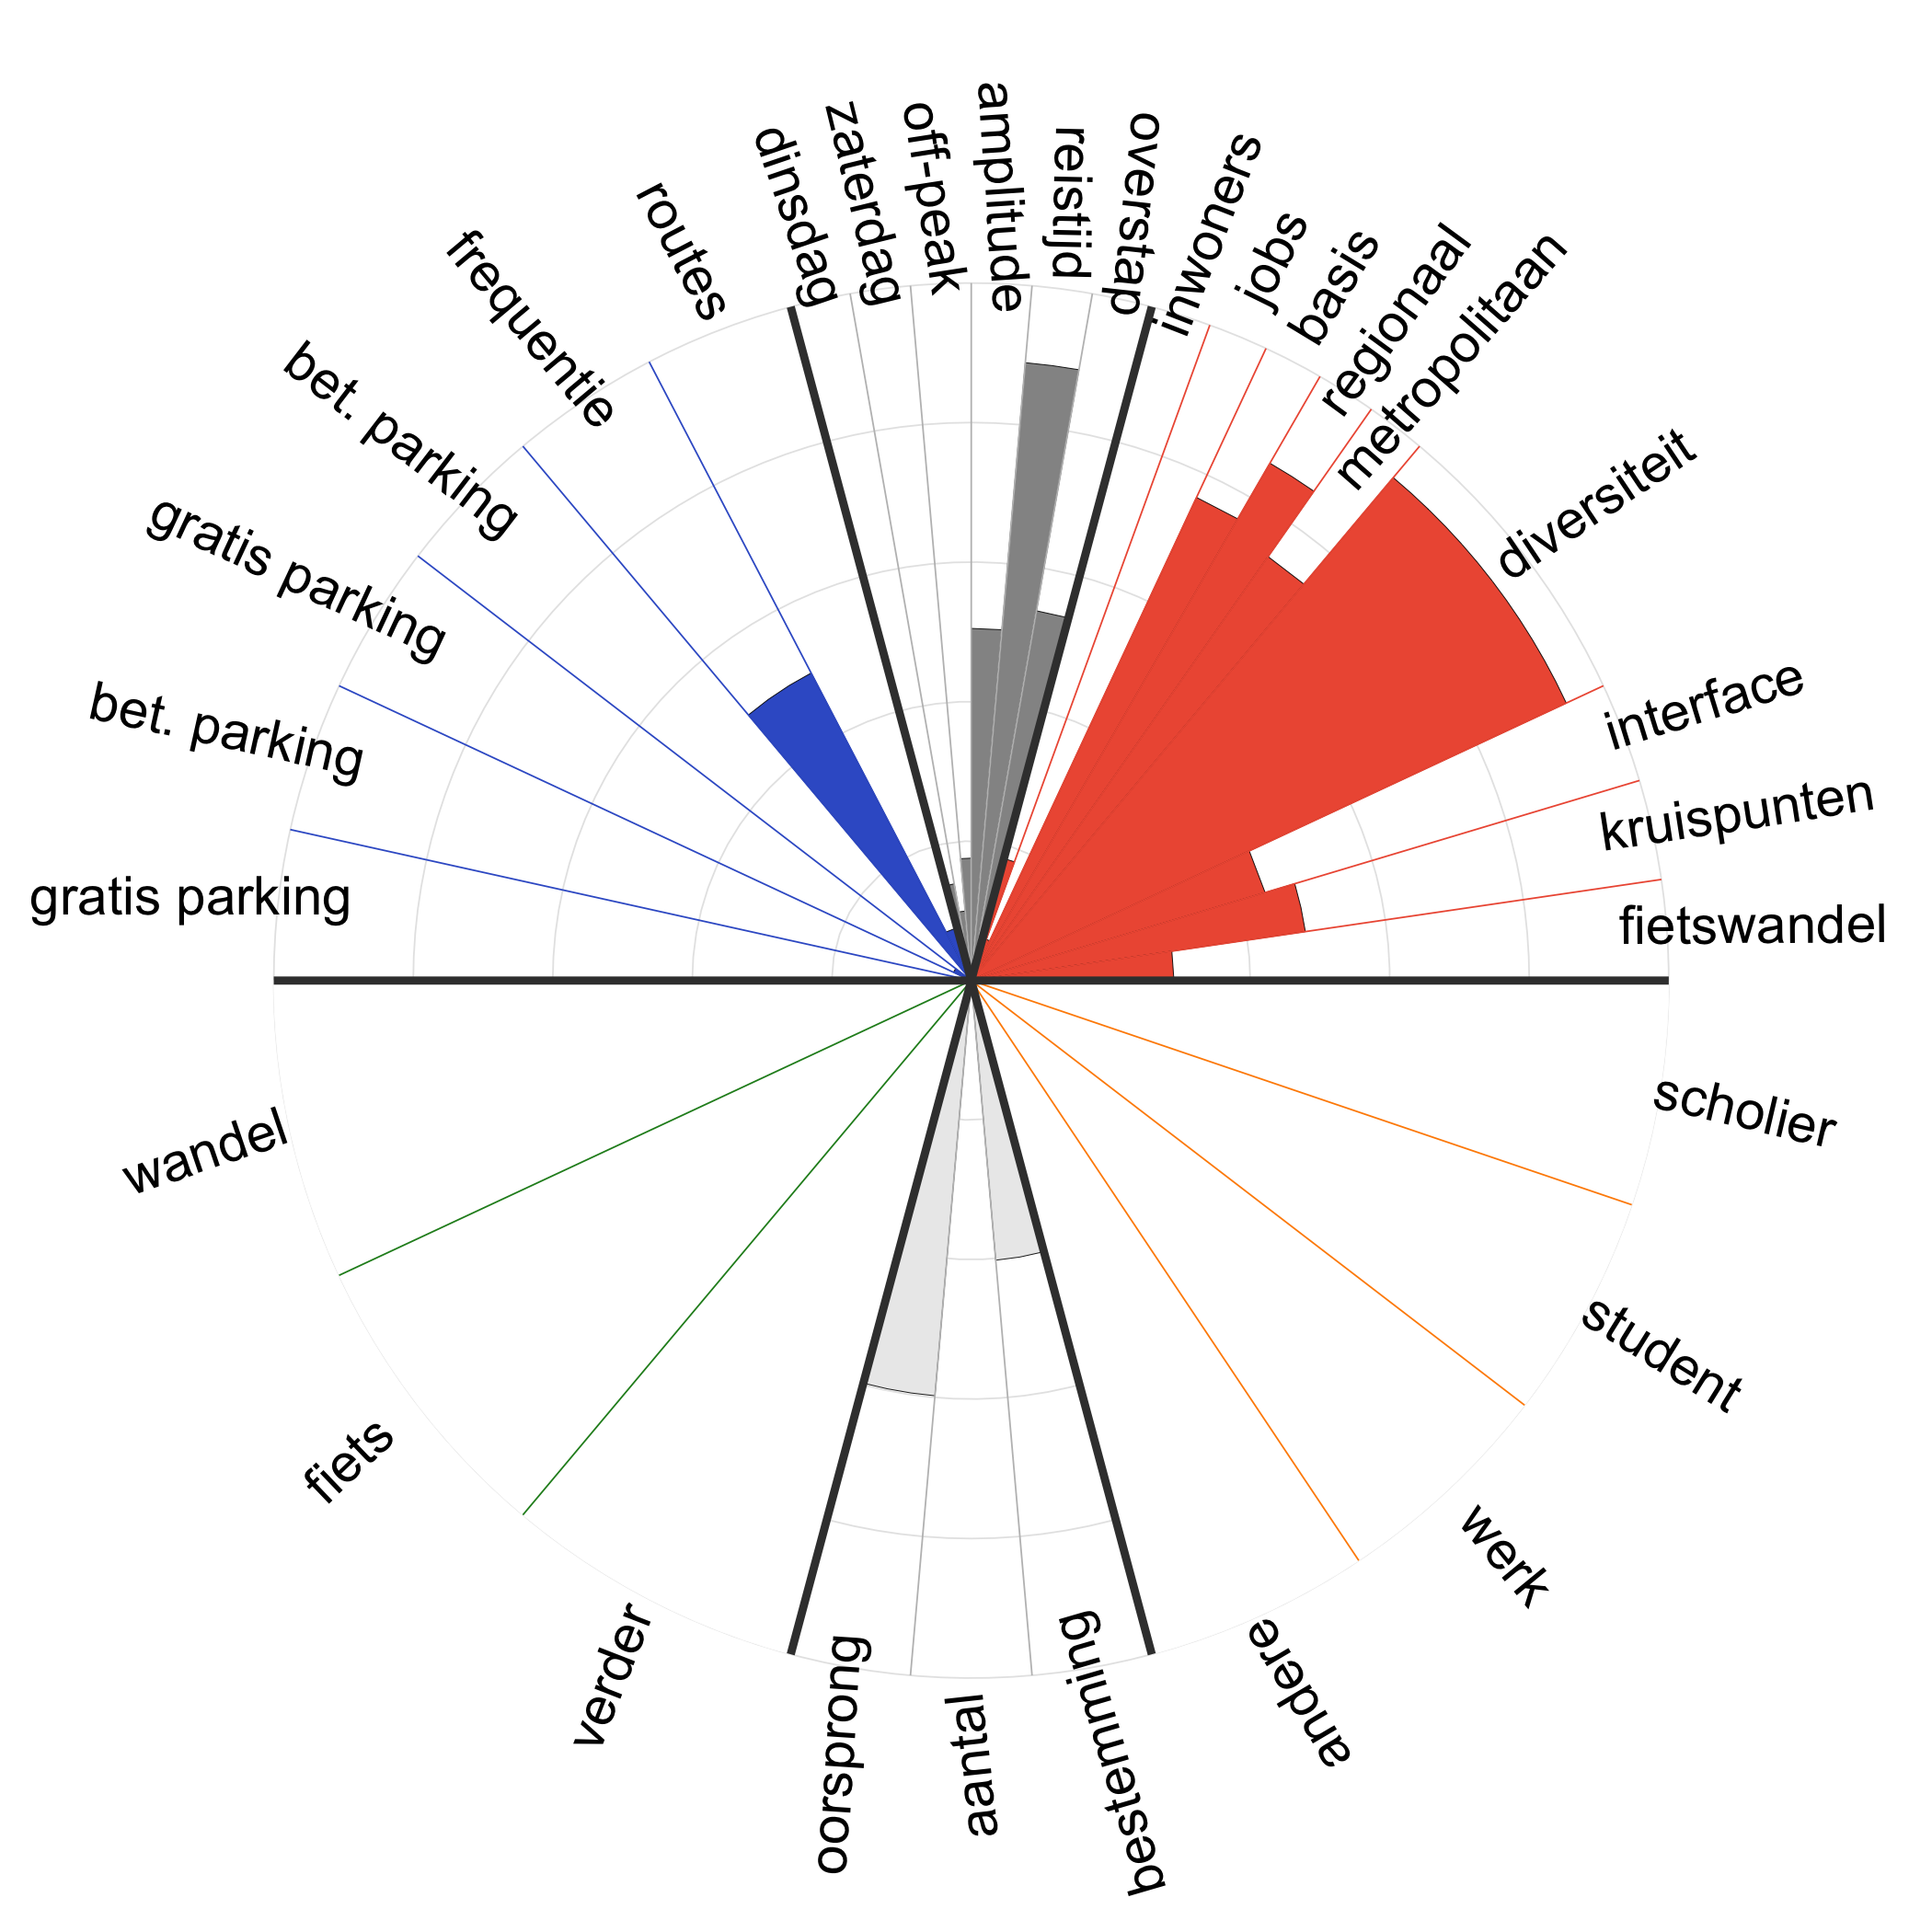 dinsdag
zaterdag
off-peak
amplitude
reistijd
overstap
inwoners
jobs
basis
regionaal
metropolitaan
diversiteit
interface
kruispunten
fietswandel
scholier
student
werk
andere
bestemming
aantal
oorsprong
verder
fiets
wandel
gratis parking
bet. parking
gratis parking
bet. parking
frequentie
routes